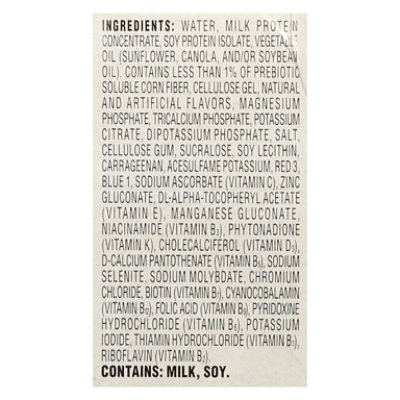 INGREDIENTS: WATER, MILK PROTEIN
CONCENTRATE, SOY PROTEIN ISOLATE, VEGETABLE
OIL (SUNFLOWER, CANOLA, AND/OR SOYBEAN
OIL). CONTAINS LESS THAN 1% OF PREBIOTIC
SOLUBLE CORN FIBER, CELLULOSE GEL, NATURAL
AND ARTIFICIAL FLAVORS, MAGNESIUM
PHOSPHATE, TRICALCIUM PHOSPHATE, POTASSIUM
CITRATE, DIPOTASSIUM PHOSPHATE, SALT,
CELLULOSE GUM, SUCRALOSE, SOY LECITHIN,
CARRAGEENAN, ACESULFAME POTASSIUM, RED 3,
BLUE 1, SODIUM ASCORBATE (VITAMIN C), ZINC
GLUCONATE, DL-ALPHA-TOCOPHERYL ACETATE
(VITAMIN E), MANGANESE GLUCONATE,
NIACINAMIDE (VITAMIN B₃), PHYTONADIONE
(VITAMIN K), CHOLECALCIFEROL (VITAMIN D₃),
D-CALCIUM PANTOTHENATE (VITAMIN B₅), SODIUM
SELENITE, SODIUM MOLYBDATE, CHROMIUM
CHLORIDE, BIOTIN (VITAMIN B₇), CYANOCOBALAMIN
(VITAMIN B₁₂), FOLIC ACID (VITAMIN B₉), PYRIDOXINE
HYDROCHLORIDE (VITAMIN B₆), POTASSIUM
IODIDE, THIAMIN HYDROCHLORIDE (VITAMIN B₁),
RIBOFLAVIN (VITAMIN B₂).
CONTAINS: MILK, SOY.